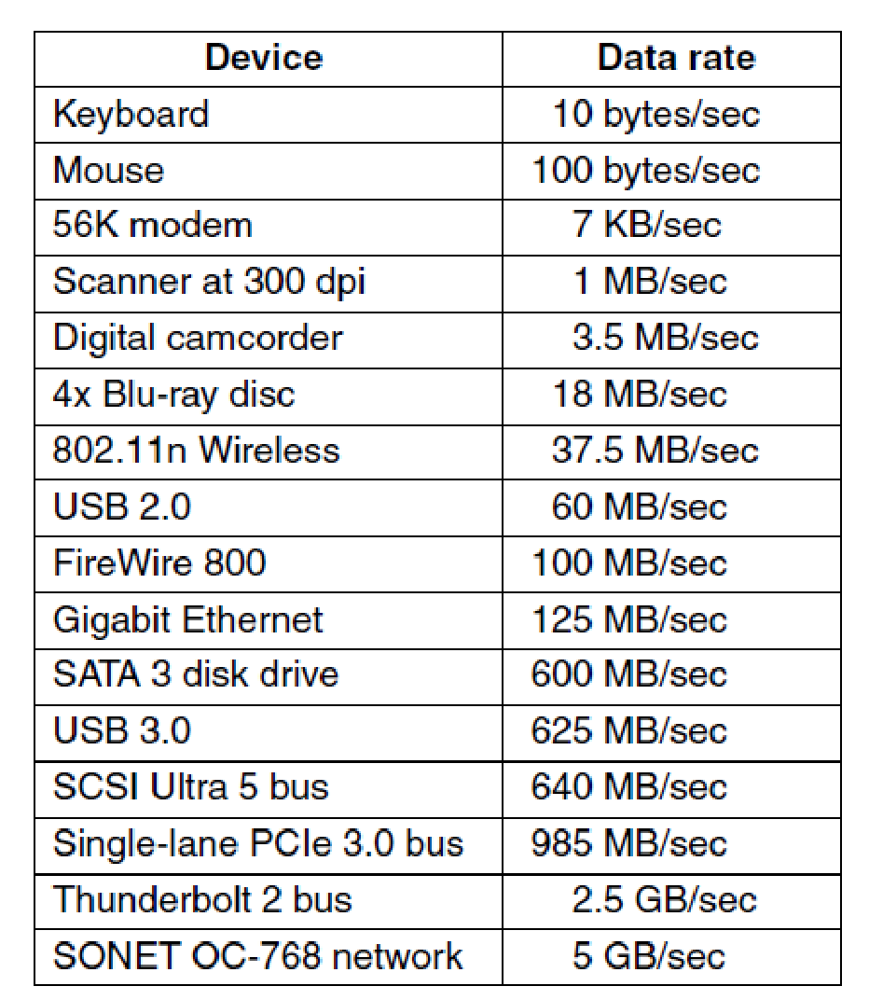 Device Data rate
Keyboard 10 bytes/sec
Mouse 100 bytes/sec
56K modem 7 KB/sec
Scanner at 300 dpi 1 MB/sec
Digital camcorder 3.5 MB/sec
4x Blu-ray disc 18 MB/sec
802.11n Wireless 37.5 MB/sec
USB 2.0 60 MB/sec
FireWire 800 100 MB/sec
Gigabit Ethernet 125 MB/sec
SATA 3 disk drive 600 MB/sec
USB 3.0 625 MB/sec
SCSI Ultra 5 bus 640 MB/sec
Single-lane PCIe 3.0 bus 985 MB/sec
Thunderbolt 2 bus 2.5 GB/sec
SONET OC-768 network 5 GB/sec